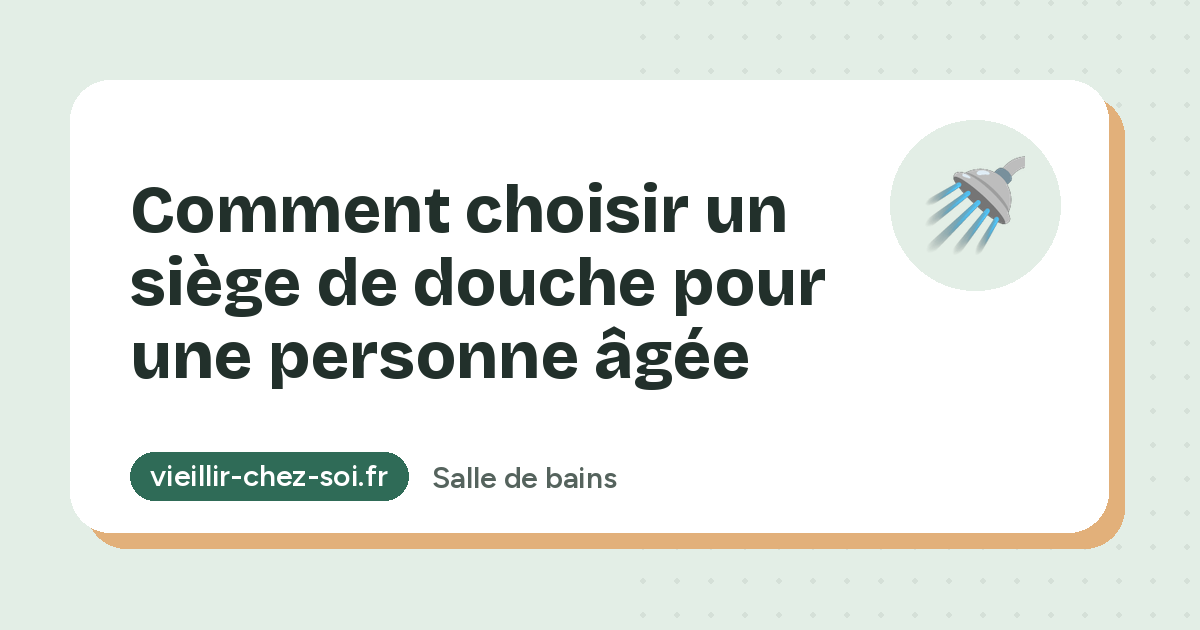 Comment choisir un
siège de douche pour
une personne âgée
vieillir-chez-soi.fr
Salle de bains